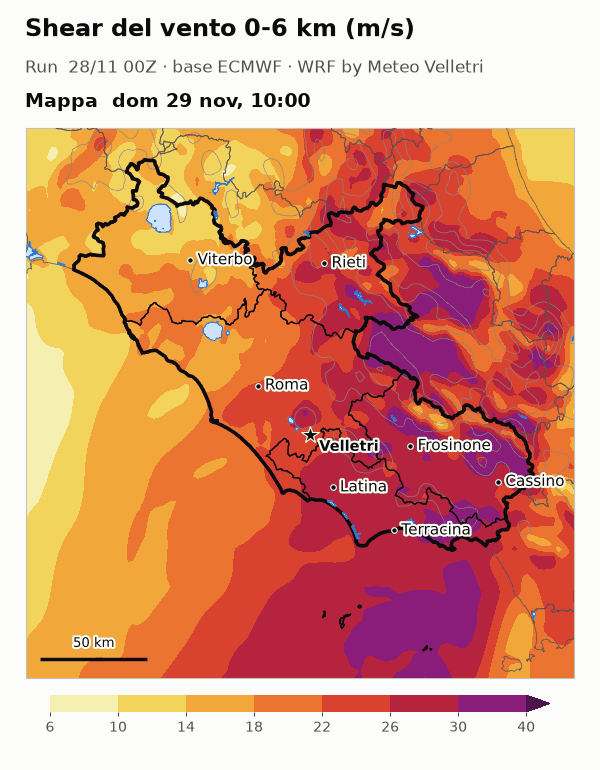 Shear del vento 0-6 km (m/s)
Run  28/11 00Z · base ECMWF · WRF by Meteo Velletri
Mappa  dom 29 nov, 10:00
Viterbo
Rieti
Roma
Velletri
Frosinone
Latina
Cassino
Terracina
50 km
6 10 14 18 22 26 30 40